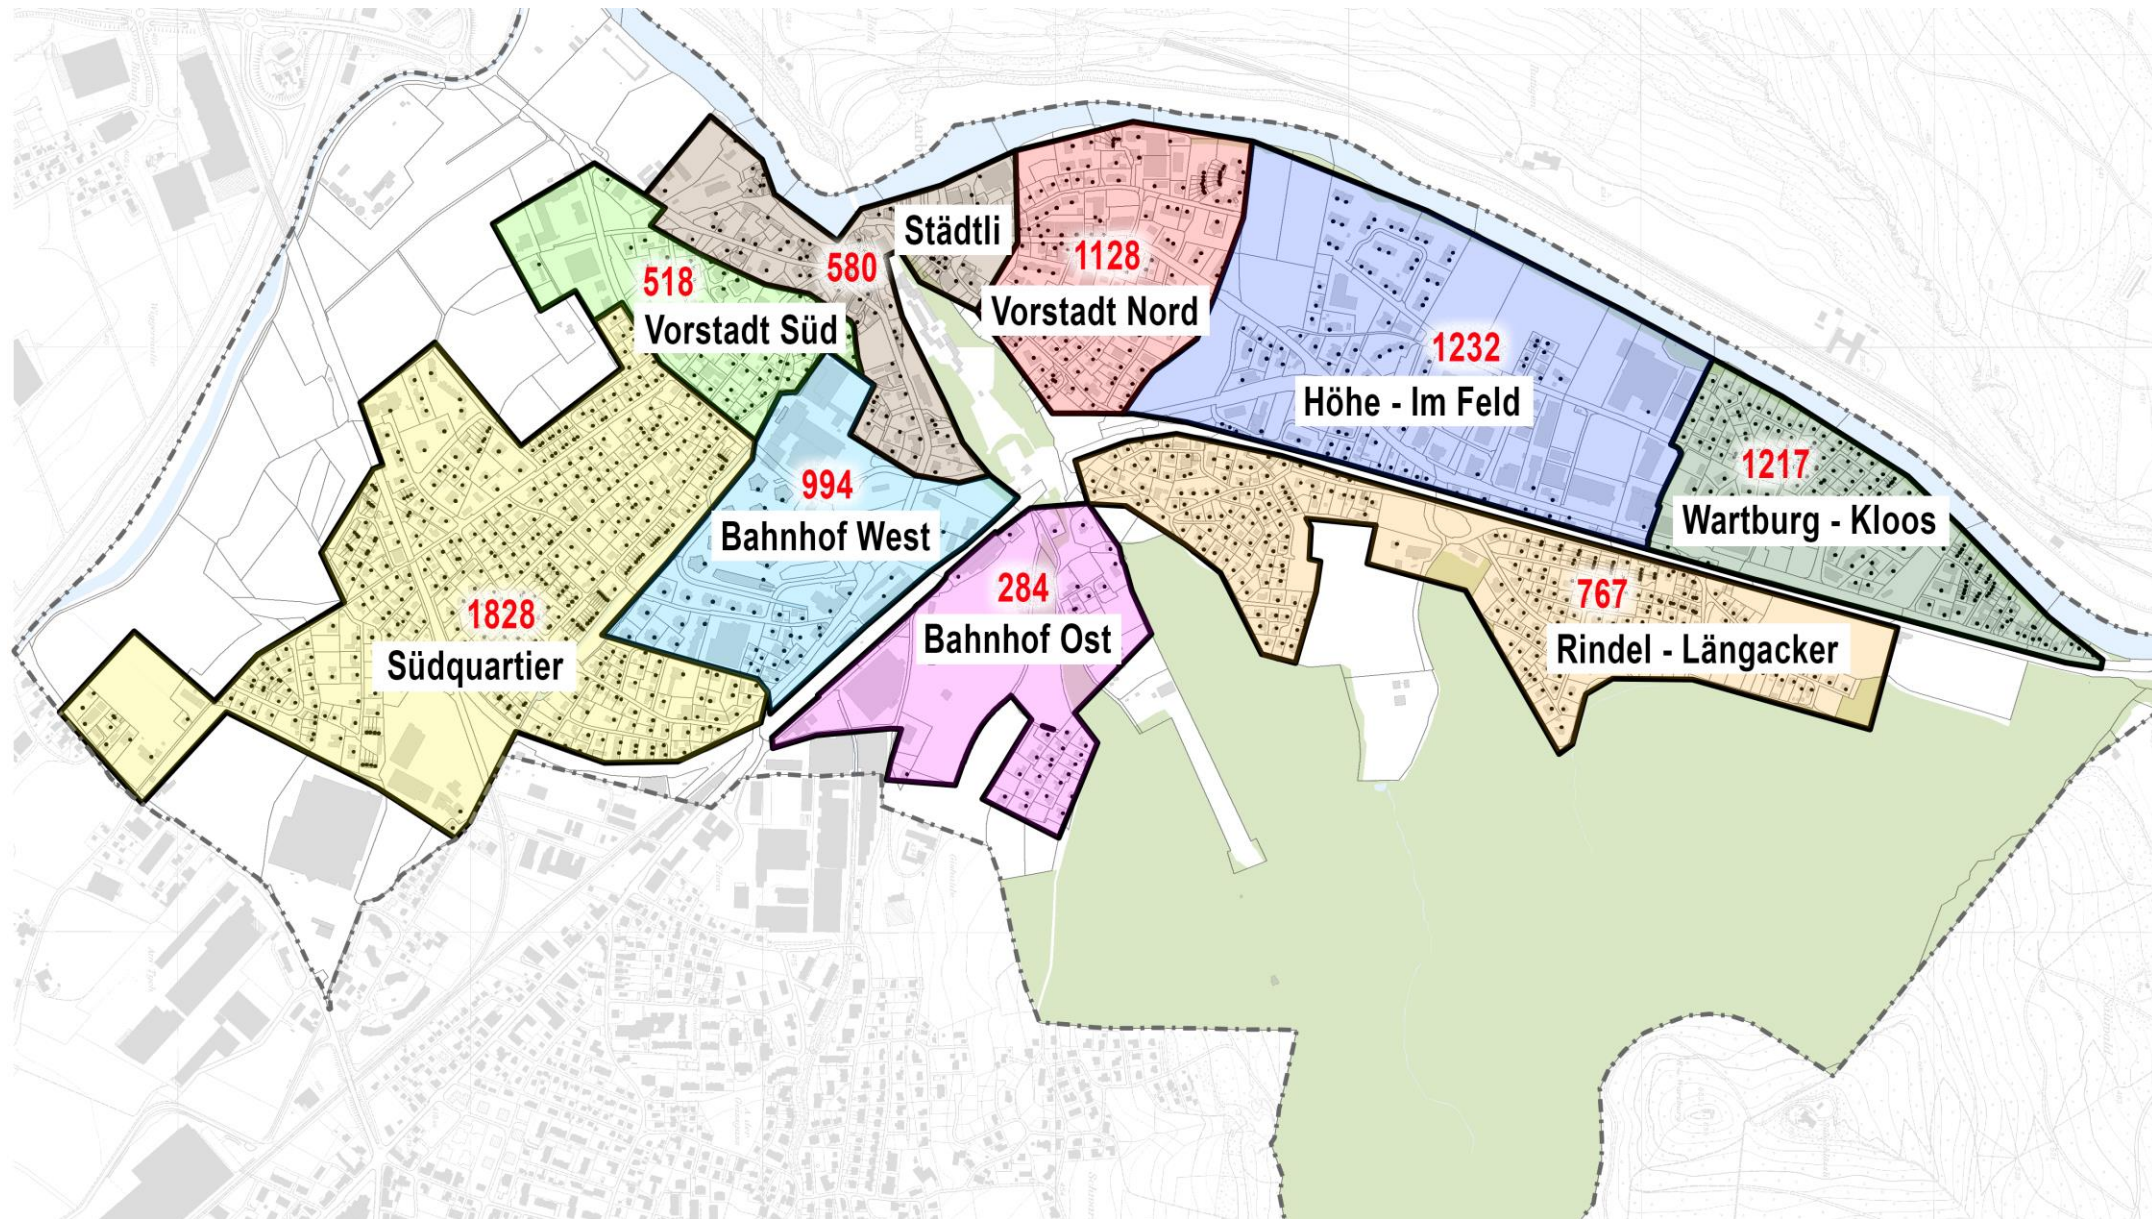 Städtli
580
1128
Vorstadt Nord
518
Vorstadt Süd
1232
Höhe - Im Feld
1217
Wartburg - Kloos
994
Bahnhof West
284
Bahnhof Ost
767
Rindel - Längacker
1828
Südquartier